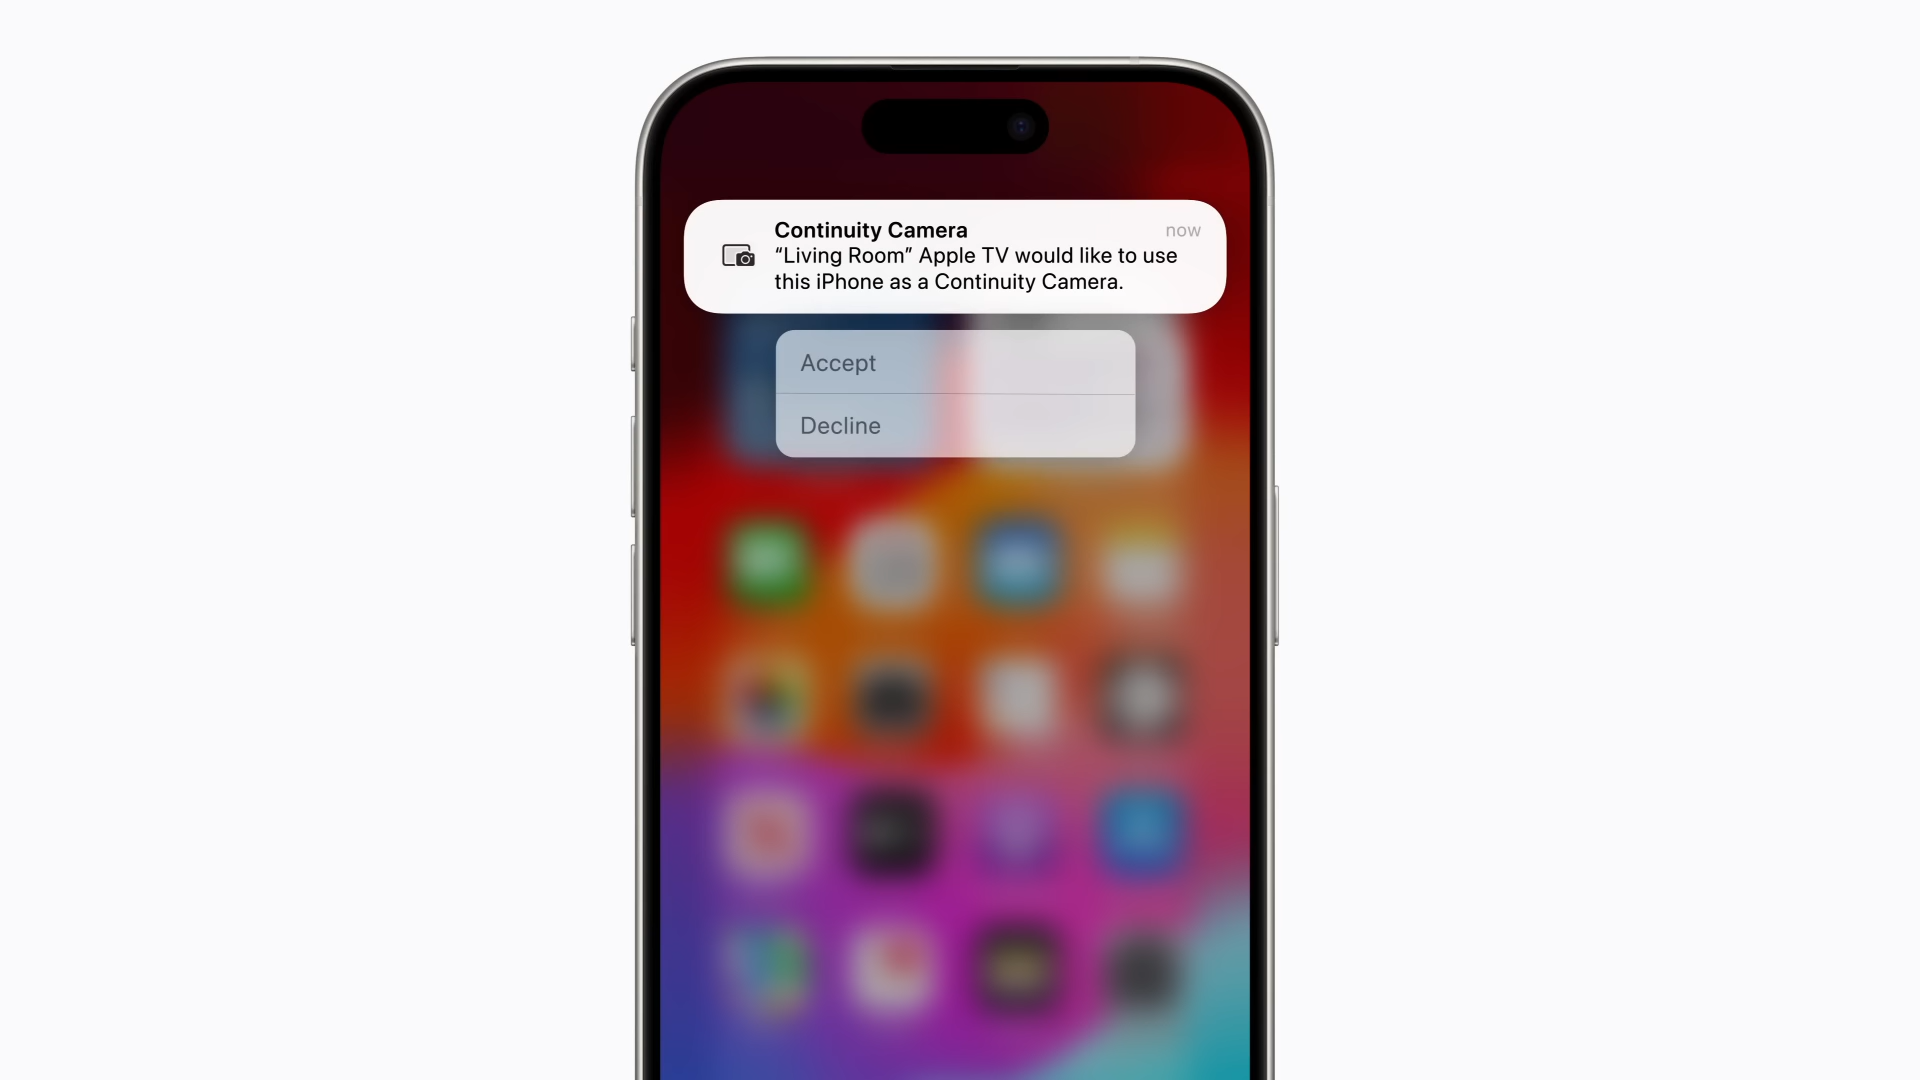 Continuity Camera
now
“Living Room” Apple TV would like to use
this iPhone as a Continuity Camera.
Accept
Decline